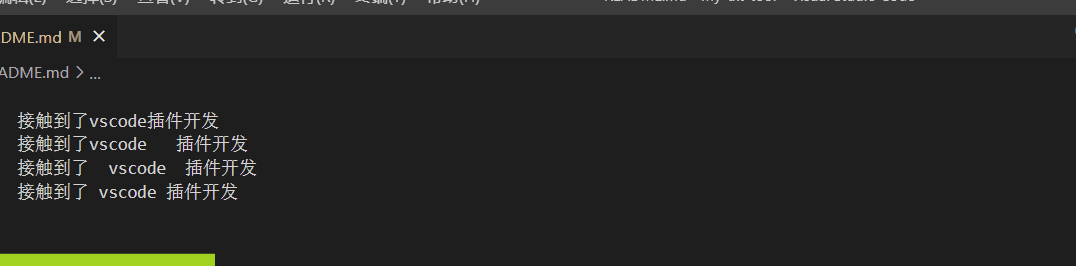 DME.md M ×
ADME.md > ...
接触到了vscode插件开发
接触到了vscode   插件开发
接触到了  vscode  插件开发
接触到了 vscode 插件开发